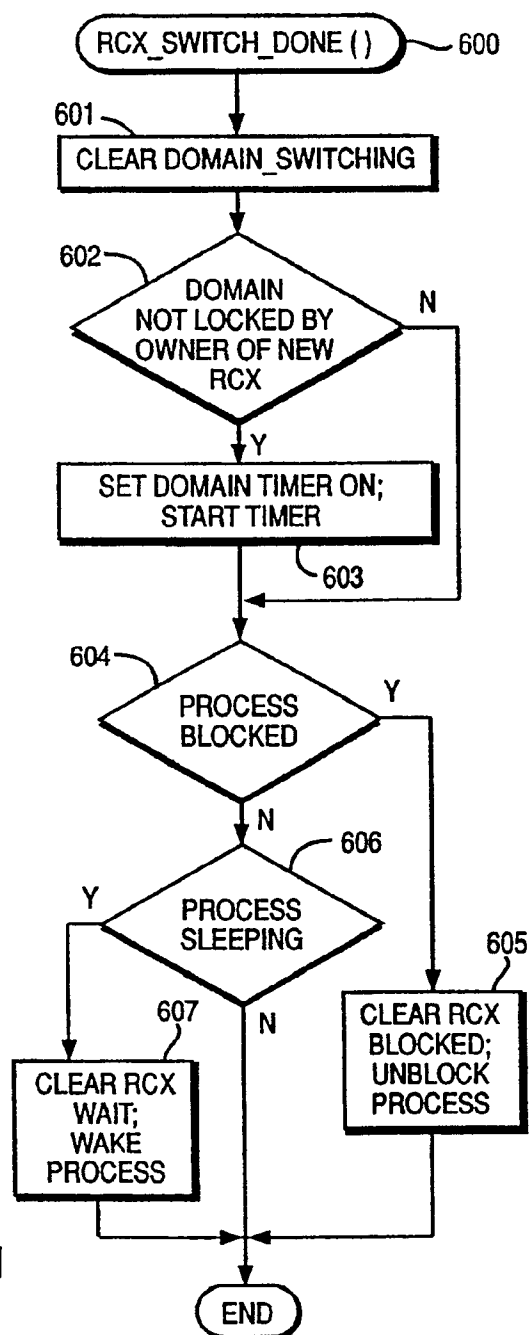 RCX_SWITCH_DONE ( )
600
601
CLEAR DOMAIN_SWITCHING
602
DOMAIN
NOT LOCKED BY
OWNER OF NEW
RCX
N
Y
SET DOMAIN TIMER ON;
START TIMER
603
604
PROCESS
BLOCKED
Y
N
606
PROCESS
SLEEPING
Y
N
605
CLEAR RCX
BLOCKED;
UNBLOCK
PROCESS
607
CLEAR RCX
WAIT;
WAKE
PROCESS
END